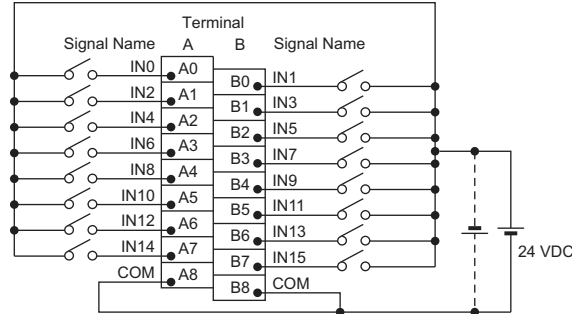 Terminal
Signal Name A B Signal Name
IN0 A0
B0 IN1
IN2 A1
B1 IN3
IN4 A2
B2 IN5
IN6 A3
B3 IN7
IN8 A4
B4 IN9
IN10 A5
B5 IN11
IN12 A6
B6 IN13
IN14 A7
B7 IN15
COM A8
B8 COM
24 VDC